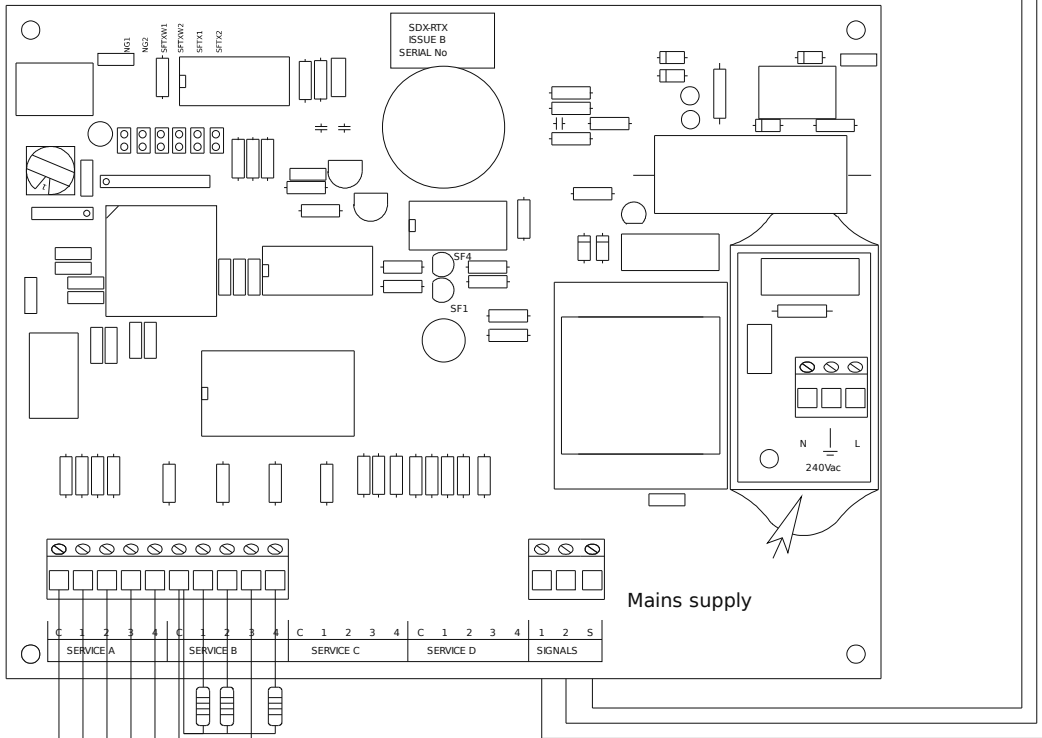 SDX-RTX
ISSUE B
SERIAL No
NG1
NG2
SFTXW1
SFTXW2
SFTX1
SFTX2
SF4
SF1
N L
240Vac
Mains supply
C 1 2 3 4 C 1 2 3 4 C 1 2 3 4 C 1 2 3 4 1 2 S
SERVICE A SERVICE B SERVICE C SERVICE D SIGNALS